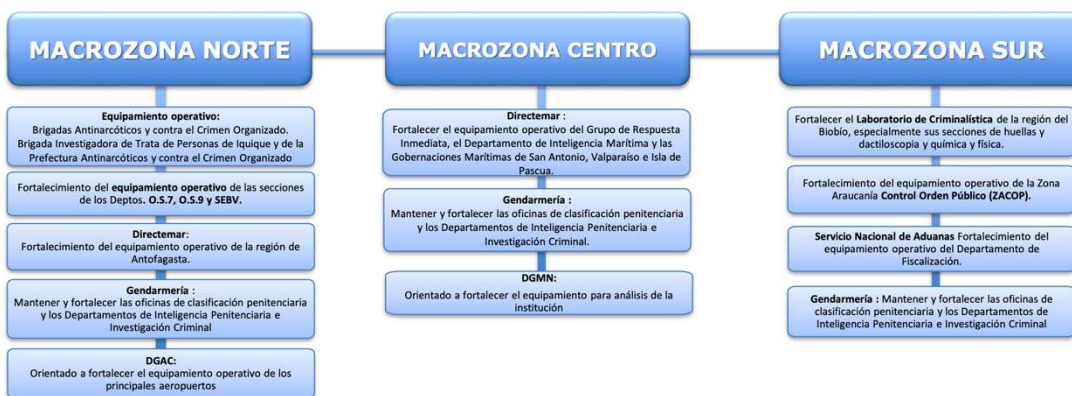 MACROZONA NORTE
Equipamiento operativo:
Brigadas Antinarcóticos y contra el Crimen Organizado.
Brigada Investigadora de Trata de Personas de Iquique y de la
Prefectura Antinarcóticos y contra el Crimen Organizado
Fortalecimiento del equipamiento operativo de las secciones
de los Deptos. O.S.7, O.S.9 y SEBV.
Directemar:
Fortalecimiento del equipamiento operativo de la región de
Antofagasta.
Gendarmería :
Mantener y fortalecer las oficinas de clasificación penitenciaria
y los Departamentos de Inteligencia Penitenciaria e
Investigación Criminal
DGAC:
Orientado a fortalecer el equipamiento operativo de los
principales aeropuertos
MACROZONA CENTRO
Directemar :
Fortalecer el equipamiento operativo del Grupo de Respuesta
Inmediata, el Departamento de Inteligencia Marítima y las
Gobernaciones Marítimas de San Antonio, Valparaíso e Isla de
Pascua.
Gendarmería :
Mantener y fortalecer las oficinas de clasificación penitenciaria
y los Departamentos de Inteligencia Penitenciaria e
Investigación Criminal.
DGMN:
Orientado a fortalecer el equipamiento para análisis de la
institución
MACROZONA SUR
Fortalecer el Laboratorio de Criminalística de la región del
Biobío, especialmente sus secciones de huellas y
dactiloscopia y química y física.
Fortalecimiento del equipamiento operativo de la Zona
Araucanía Control Orden Público (ZACOP).
Servicio Nacional de Aduanas Fortalecimiento del
equipamiento operativo del Departamento de
Fiscalización.
Gendarmería : Mantener y fortalecer las oficinas de
clasificación penitenciaria y los Departamentos de
Inteligencia Penitenciaria e Investigación Criminal